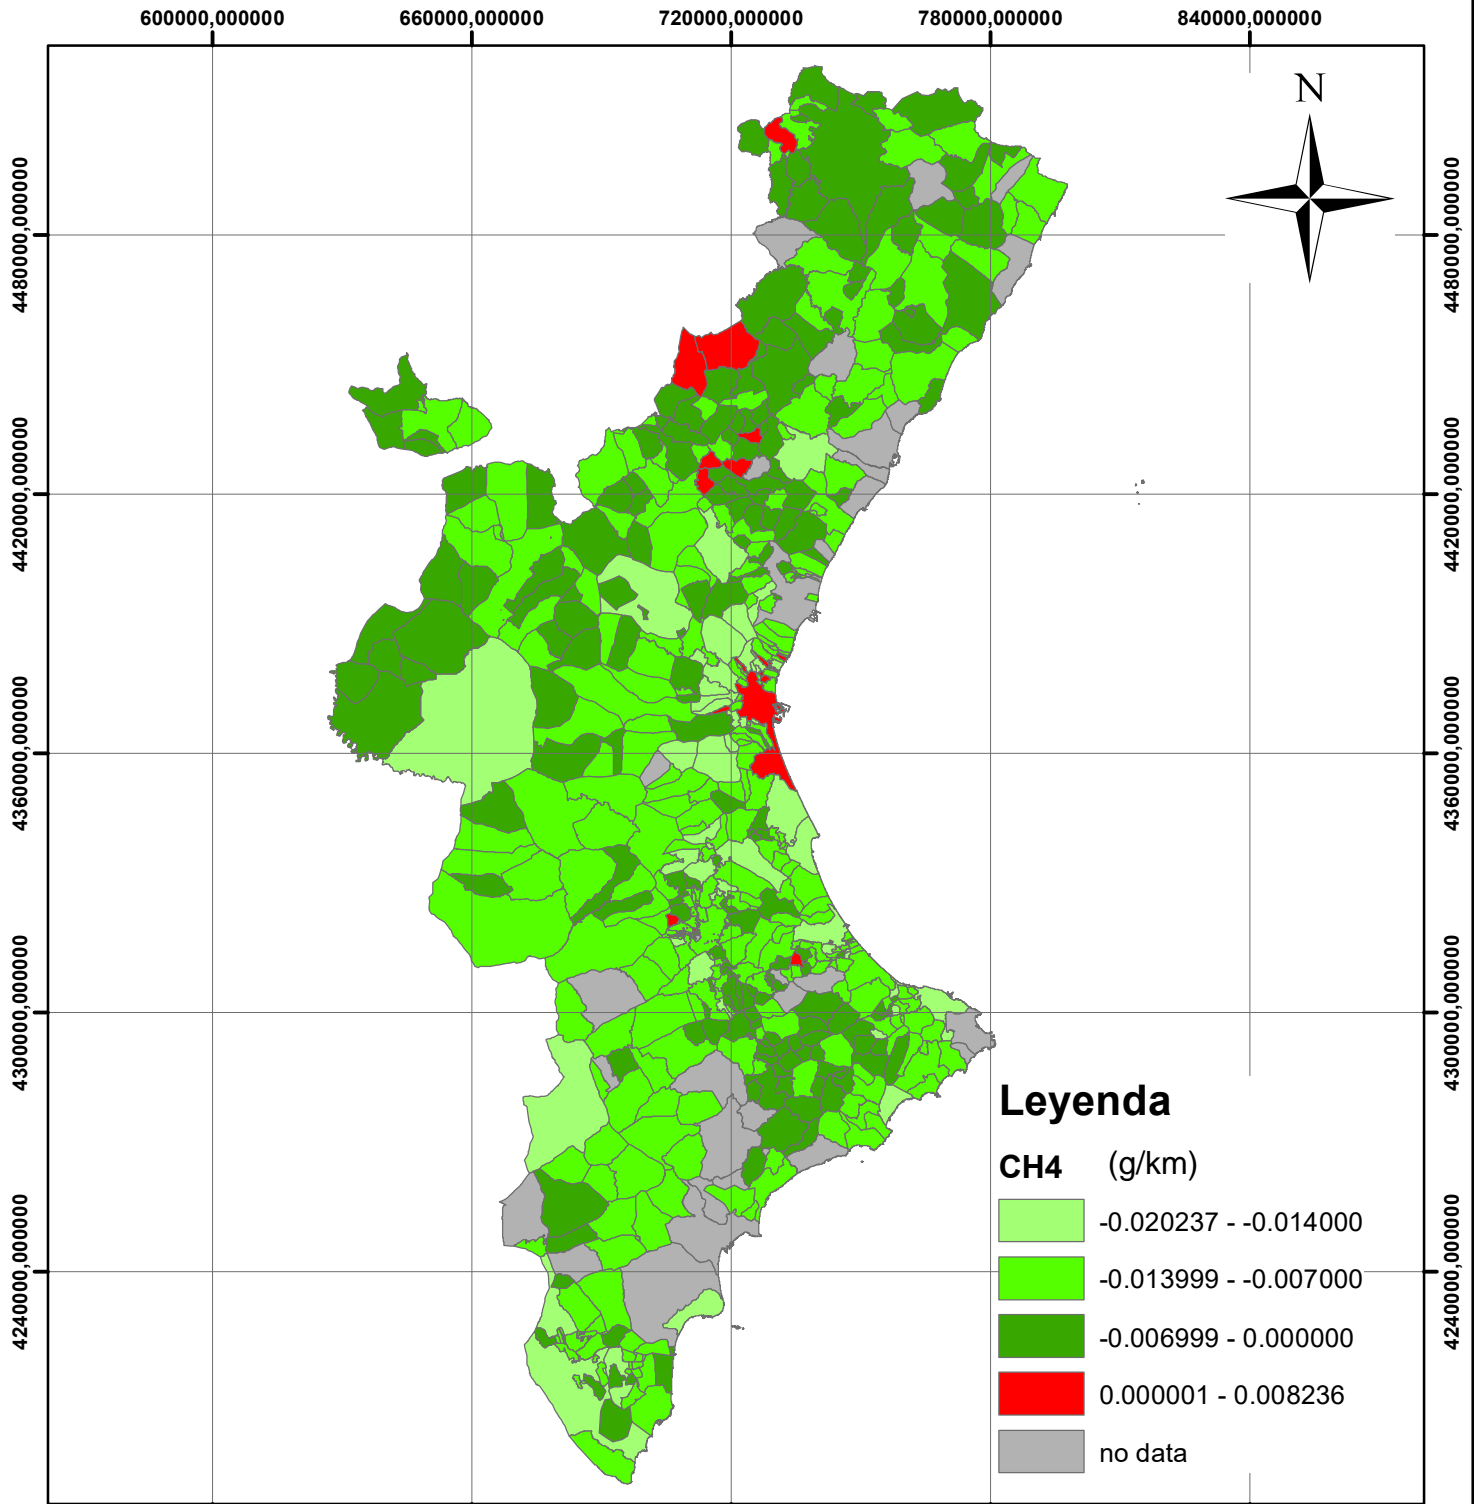 600000,000000 660000,000000 720000,000000 780000,000000 840000,000000
N
4480000,000000 4480000,000000
4420000,000000 4420000,000000
4360000,000000 4360000,000000
4300000,000000 4300000,000000
4240000,000000 4240000,000000
Leyenda
CH4 (g/km)
-0.020237 - -0.014000
-0.013999 - -0.007000
-0.006999 - 0.000000
0.000001 - 0.008236
no data